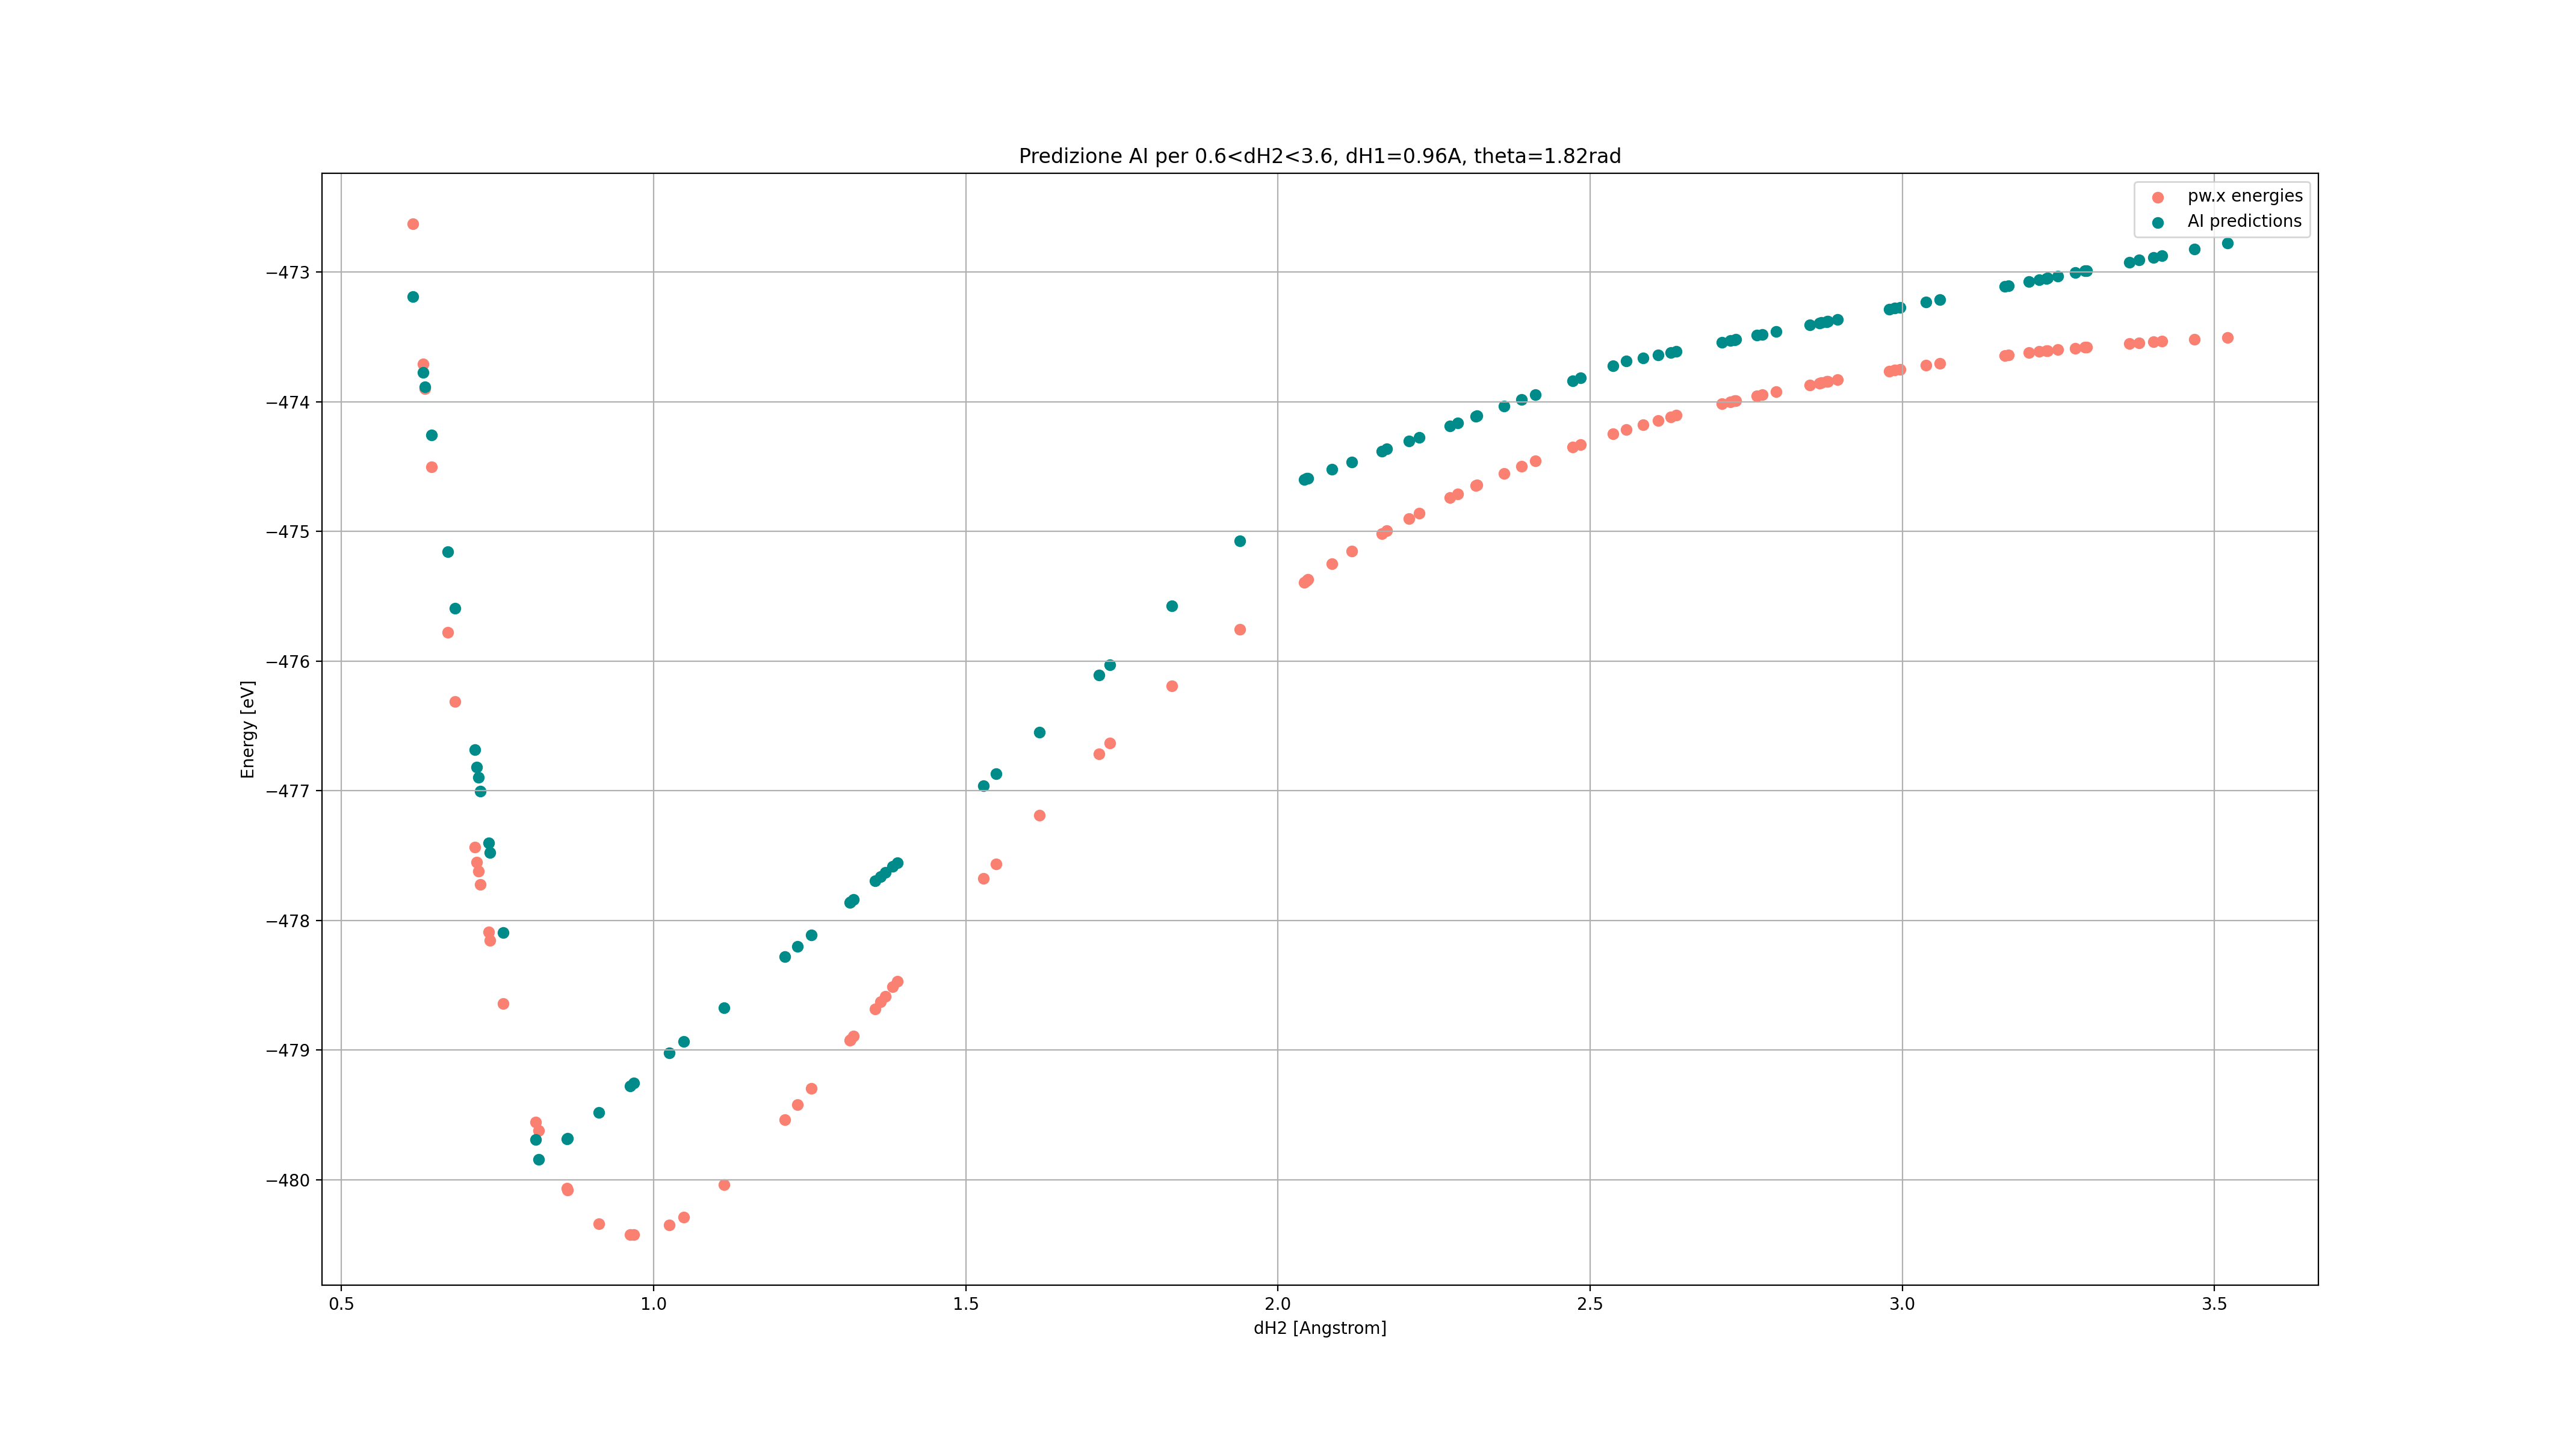 Predizione AI per 0.6<dH2<3.6, dH1=0.96A, theta=1.82rad
pw.x energies
AI predictions
−473
−474
−475
−476
−477
−478
−479
−480
Energy [eV]
0.5 1.0 1.5 2.0 2.5 3.0 3.5
dH2 [Angstrom]